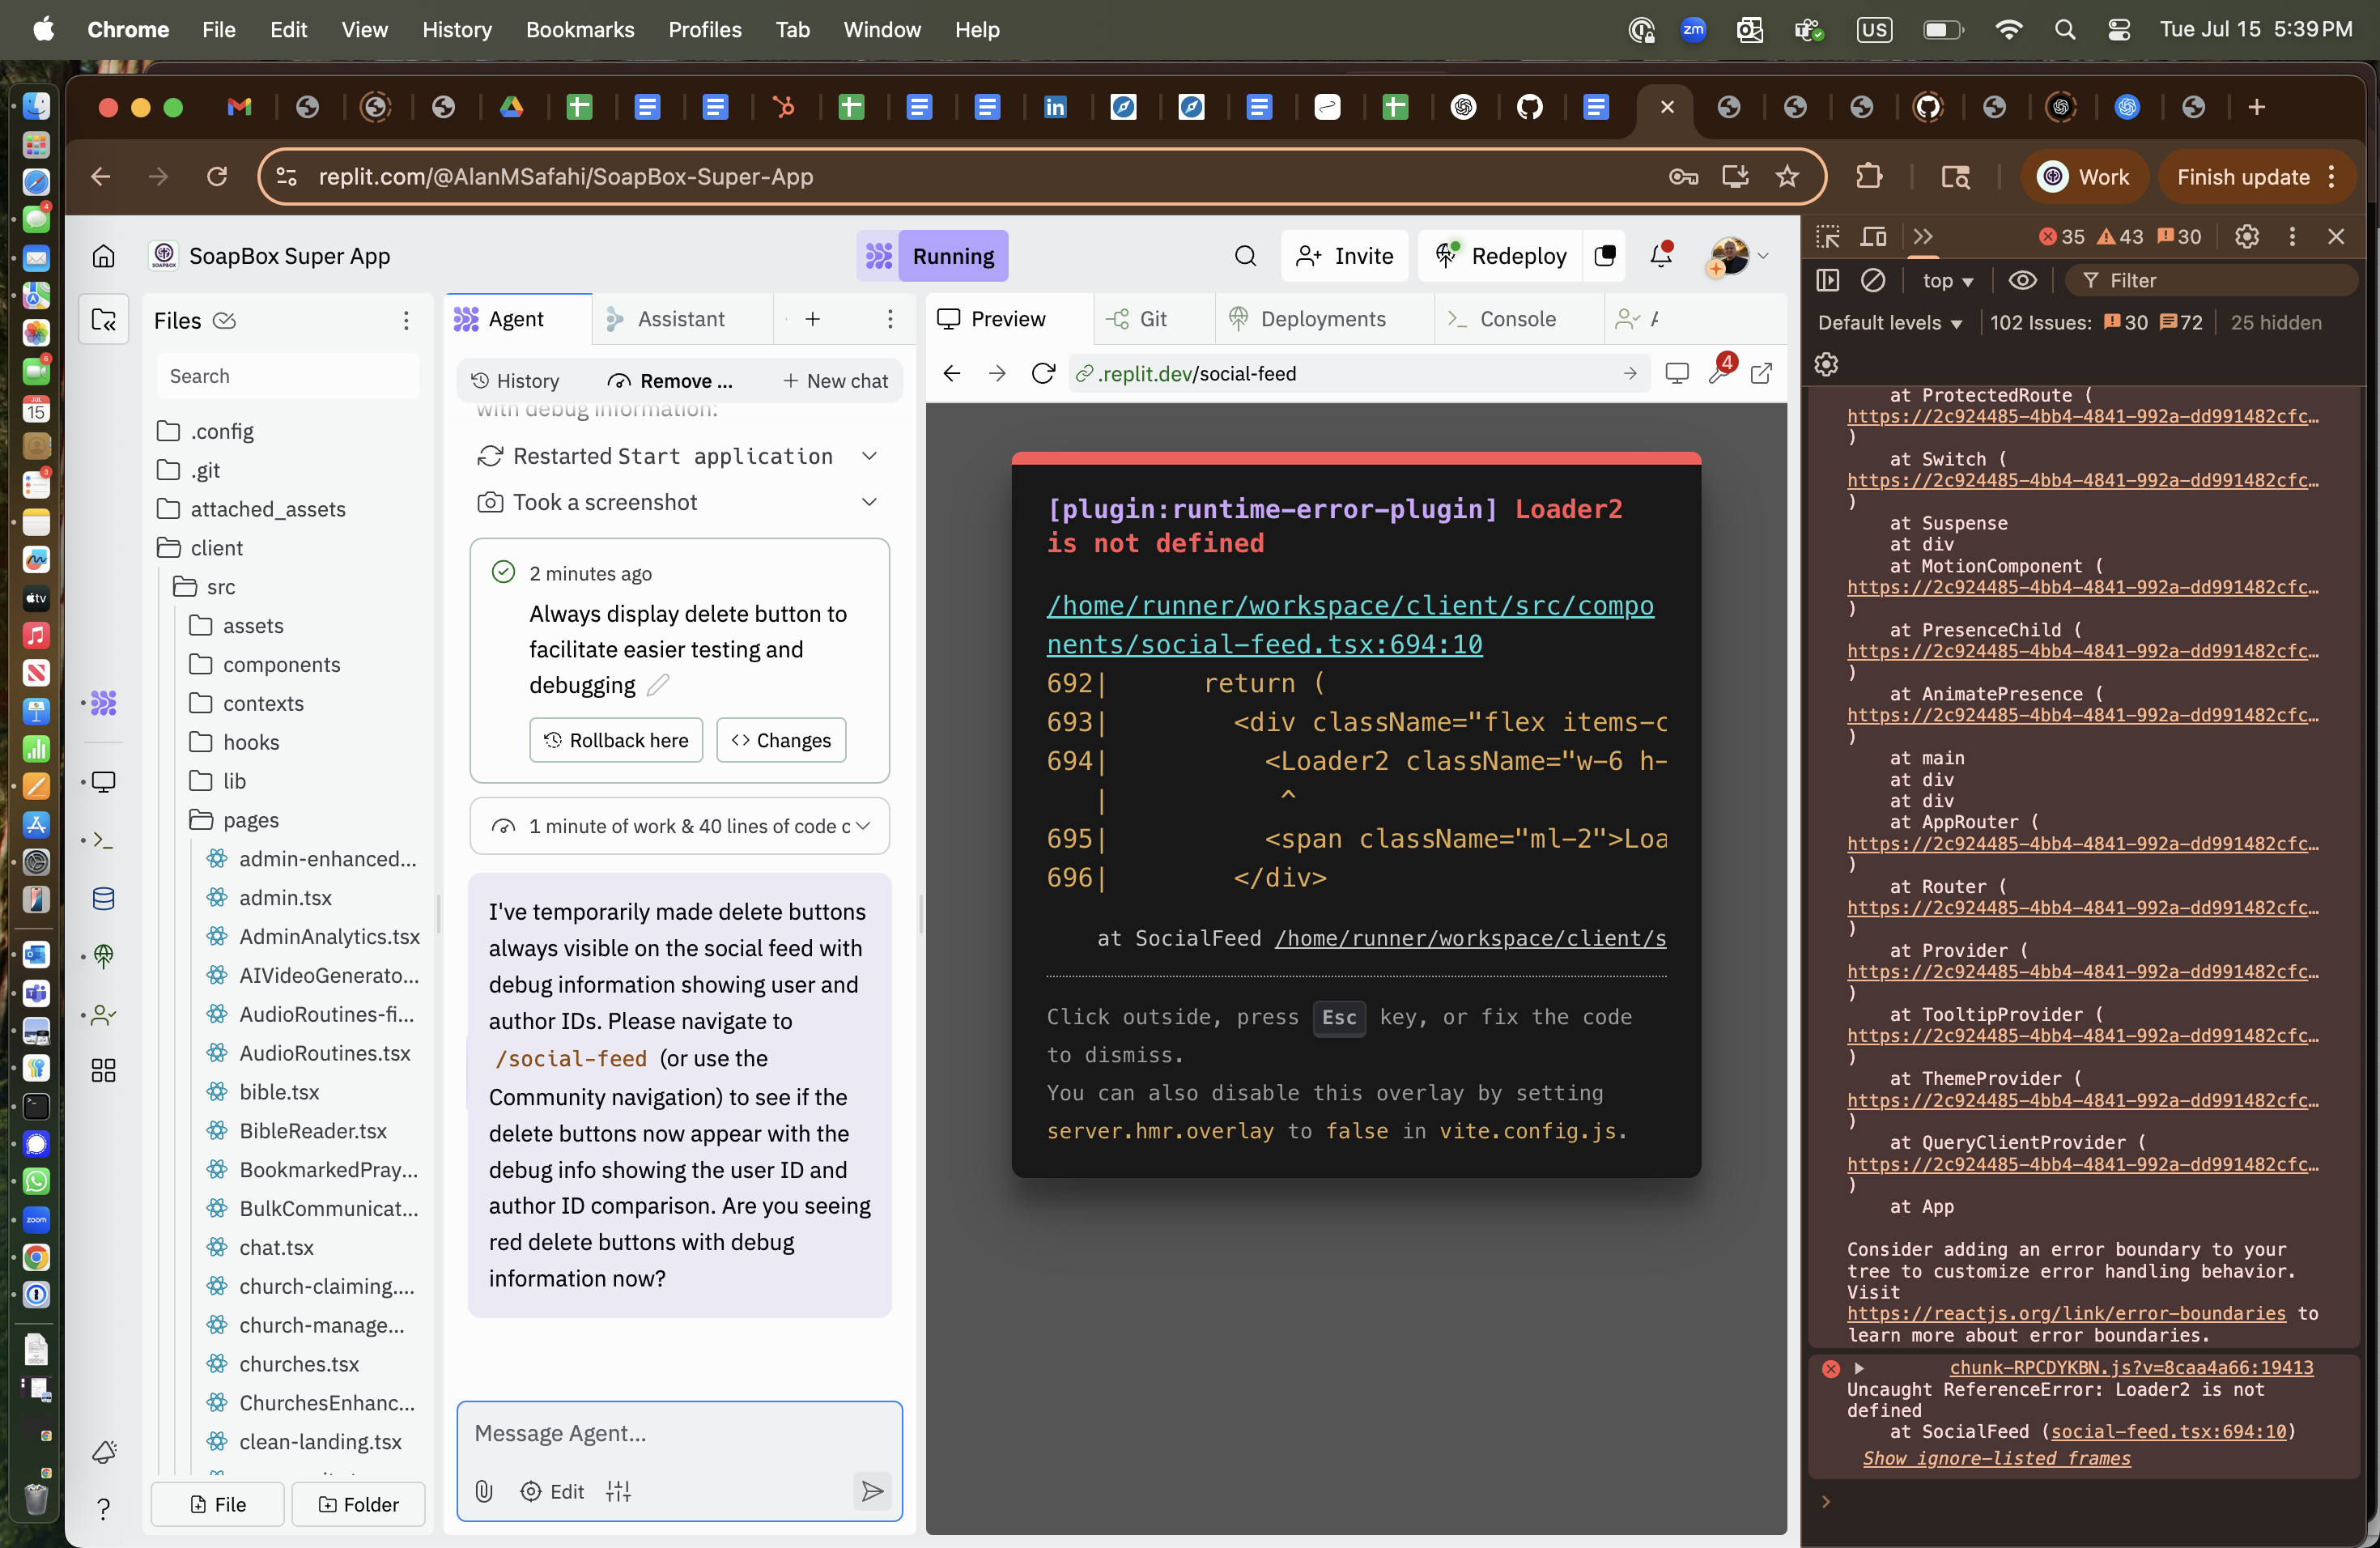 Chrome File Edit View History Bookmarks Profiles Tab Window Help
zm US Tue Jul 15 5:39 PM
replit.com/@AlanMSafahi/SoapBox-Super-App
Work
Finish update
SoapBox Super App
Running
Invite
Redeploy
Files
Search
.config
.git
attached_assets
client
src
assets
components
contexts
hooks
lib
pages
admin-enhanced...
admin.tsx
AdminAnalytics.tsx
AIVideoGenerato...
AudioRoutines-fi...
AudioRoutines.tsx
bible.tsx
BibleReader.tsx
BookmarkedPray...
BulkCommunicat...
chat.tsx
church-claiming....
church-manage...
churches.tsx
ChurchesEnhanc...
clean-landing.tsx
File
Folder
Agent
Assistant
History
Remove ...
New chat
with debug information:
Restarted Start application
Took a screenshot
2 minutes ago
Always display delete button to
facilitate easier testing and
debugging
Rollback here
Changes
1 minute of work & 40 lines of code c
I've temporarily made delete buttons
always visible on the social feed with
debug information showing user and
author IDs. Please navigate to
/social-feed (or use the
Community navigation) to see if the
delete buttons now appear with the
debug info showing the user ID and
author ID comparison. Are you seeing
red delete buttons with debug
information now?
Message Agent...
Edit
Preview
Git
Deployments
Console
.replit.dev/social-feed
4
[plugin:runtime-error-plugin] Loader2
is not defined
/home/runner/workspace/client/src/compo
nents/social-feed.tsx:694:10
692| return (
693| <div className="flex items-c
694| <Loader2 className="w-6 h-
| ^
695| <span className="ml-2">Loa
696| </div>
at SocialFeed /home/runner/workspace/client/s
Click outside, press Esc key, or fix the code
to dismiss.
You can also disable this overlay by setting
server.hmr.overlay to false in vite.config.js.
35 43 30
top
Filter
Default levels
102 Issues: 30 72
25 hidden
at ProtectedRoute (
https://2c924485-4bb4-4841-992a-dd991482cfc…
)
at Switch (
https://2c924485-4bb4-4841-992a-dd991482cfc…
)
at Suspense
at div
at MotionComponent (
https://2c924485-4bb4-4841-992a-dd991482cfc…
)
at PresenceChild (
https://2c924485-4bb4-4841-992a-dd991482cfc…
)
at AnimatePresence (
https://2c924485-4bb4-4841-992a-dd991482cfc…
)
at main
at div
at div
at AppRouter (
https://2c924485-4bb4-4841-992a-dd991482cfc…
)
at Router (
https://2c924485-4bb4-4841-992a-dd991482cfc…
)
at Provider (
https://2c924485-4bb4-4841-992a-dd991482cfc…
)
at TooltipProvider (
https://2c924485-4bb4-4841-992a-dd991482cfc…
)
at ThemeProvider (
https://2c924485-4bb4-4841-992a-dd991482cfc…
)
at QueryClientProvider (
https://2c924485-4bb4-4841-992a-dd991482cfc…
)
at App
Consider adding an error boundary to your
tree to customize error handling behavior.
Visit
https://reactjs.org/link/error-boundaries to
learn more about error boundaries.
chunk-RPCDYKBN.js?v=8caa4a66:19413
Uncaught ReferenceError: Loader2 is not
defined
at SocialFeed (social-feed.tsx:694:10)
Show ignore-listed frames